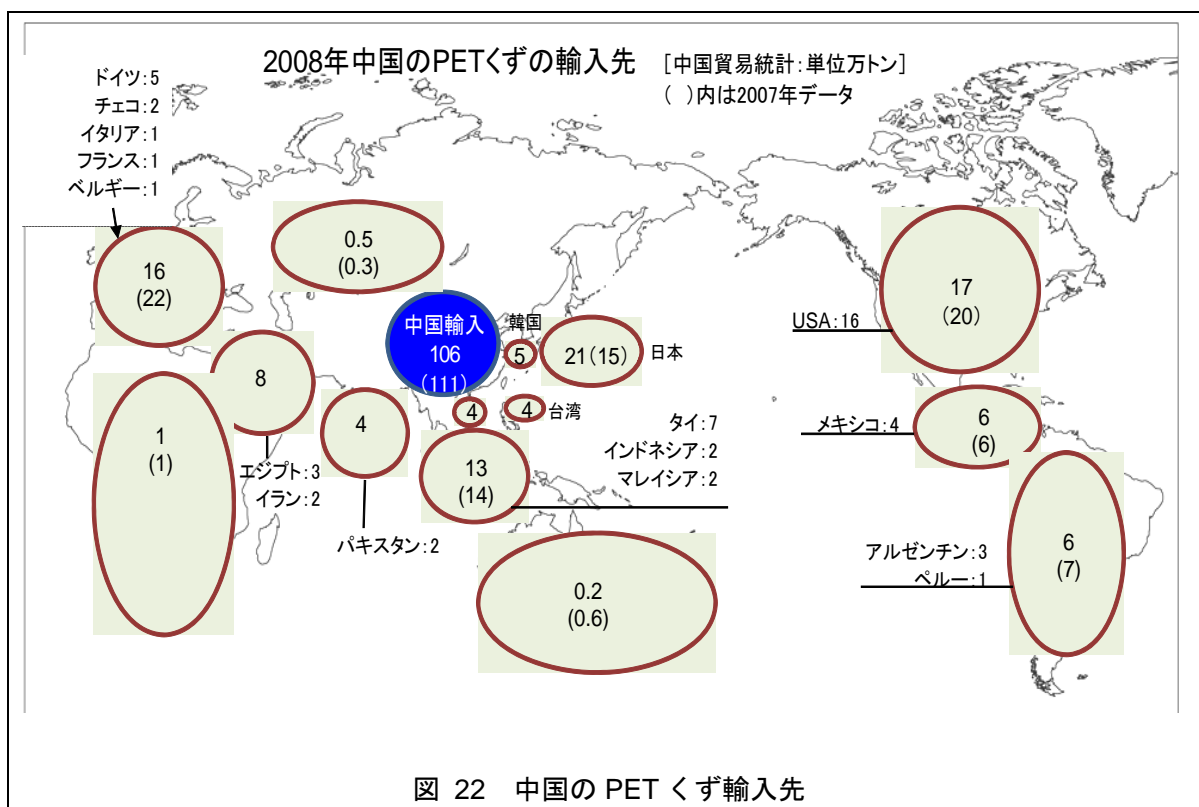 2008年中国のPETくずの輸入先 [中国貿易統計:単位万トン]
( )内は2007年データ
ドイツ:5
チェコ:2
イタリア:1
フランス:1
ベルギー:1
16
(22)
0.5
(0.3)
中国輸入
106
(111)
韓国
5
21(15)
日本
17
(20)
USA:16
8
エジプト:3
イラン:2
1
(1)
4
パキスタン:2
4
4
台湾
タイ:7
インドネシア:2
マレイシア:2
13
(14)
メキシコ:4
6
(6)
アルゼンチン:3
ペルー:1
6
(7)
0.2
(0.6)
図 22 中国の PET くず輸入先